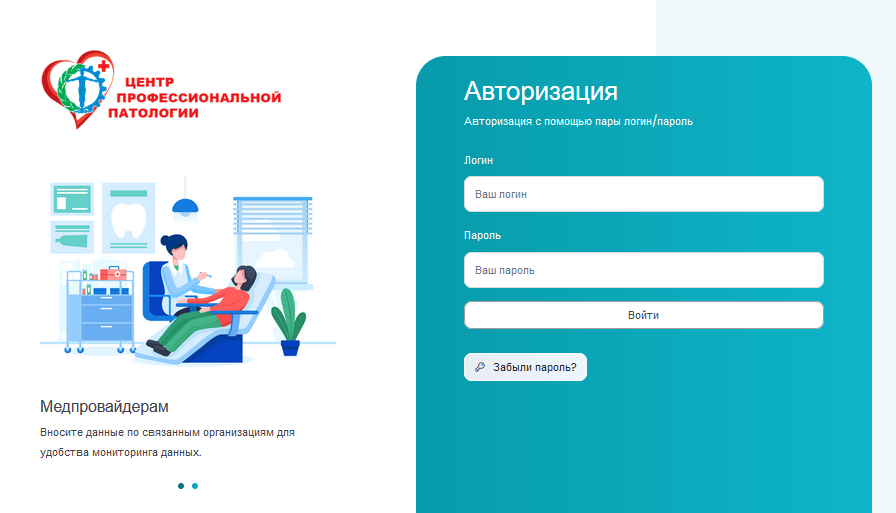 ЦЕНТР
ПРОФЕССИОНАЛЬНОЙ
ПАТОЛОГИИ
Медпровайдерам
Вносите данные по связанным организациям для
удобства мониторинга данных.
Авторизация
Авторизация с помощью пары логин/пароль
Логин
Ваш логин
Пароль
Ваш пароль
Войти
Забыли пароль?